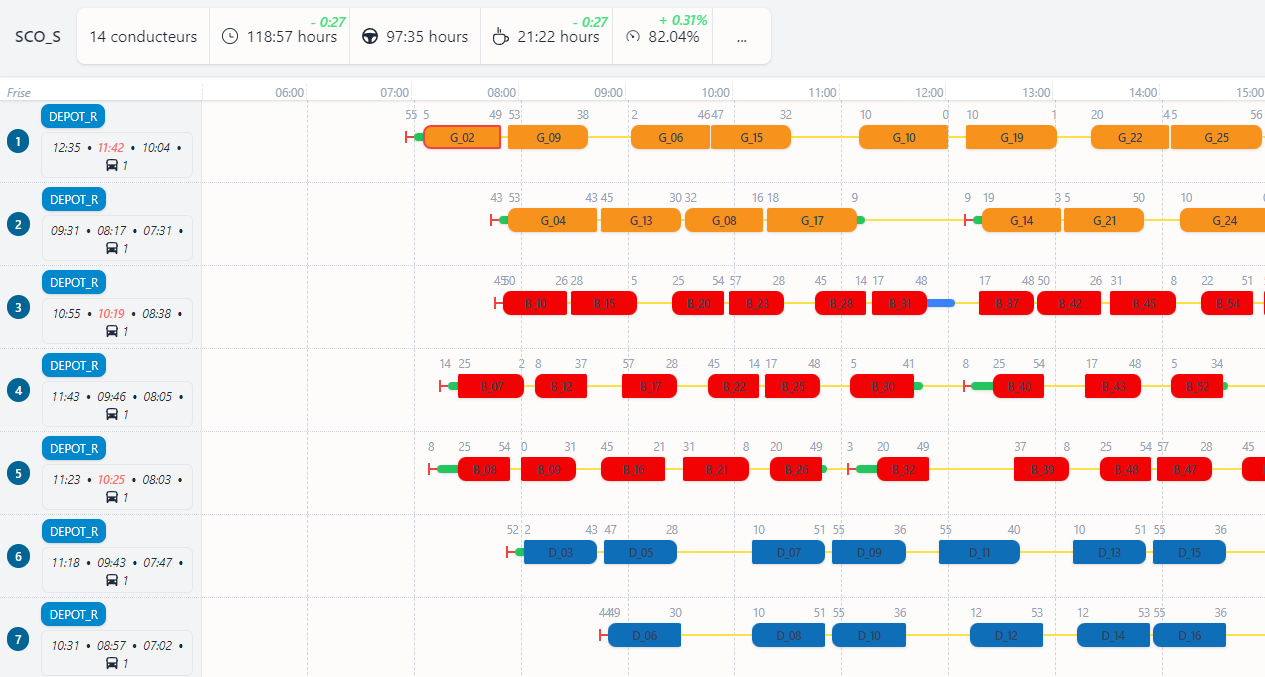 - 0:27 - 0:27 + 0.31%
SCO_S 14 conducteurs 118:57 hours 97:35 hours 21:22 hours 82.04% ...
Frise 06:00 07:00 08:00 09:00 10:00 11:00 12:00 13:00 14:00 15:00
DEPOT_R 55 5 49 53 38 2 46 47 32 10 0 10 1 20 4 5 56
1 G_02 G_09 G_06 G_15 G_10 G_19 G_22 G_25
12:35 • 11:42 • 10:04 •
1
DEPOT_R 43 53 43 45 30 32 16 18 9 9 19 3 5 50 10
2 G_04 G_13 G_08 G_17 G_14 G_21 G_24
09:31 • 08:17 • 07:31 •
1
DEPOT_R 45 50 26 28 5 25 54 57 28 45 14 17 48 17 48 50 26 31 8 22 51
3 B_10 B_15 B_20 B_23 B_28 B_31 B_37 B_42 B_45 B_54
10:55 • 10:19 • 08:38 •
1
DEPOT_R 14 25 2 8 37 57 28 45 14 17 48 5 41 8 25 54 17 48 5 34
4 B_07 B_12 B_17 B_22 B_25 B_30 B_40 B_43 B_52
11:43 • 09:46 • 08:05 •
1
DEPOT_R 8 25 54 0 31 45 21 31 8 20 49 3 20 49 37 8 25 54 57 28 45
5 B_08 B_09 B_16 B_21 B_26 B_32 B_39 B_48 B_47
11:23 • 10:25 • 08:03 •
1
DEPOT_R 52 2 43 47 28 10 51 55 36 55 40 10 51 55 36
6 D_03 D_05 D_07 D_09 D_11 D_13 D_15
11:18 • 09:43 • 07:47 •
1
DEPOT_R 44 49 30 10 51 55 36 12 53 12 53 55 36
7 D_06 D_08 D_10 D_12 D_14 D_16
10:31 • 08:57 • 07:02 •
1